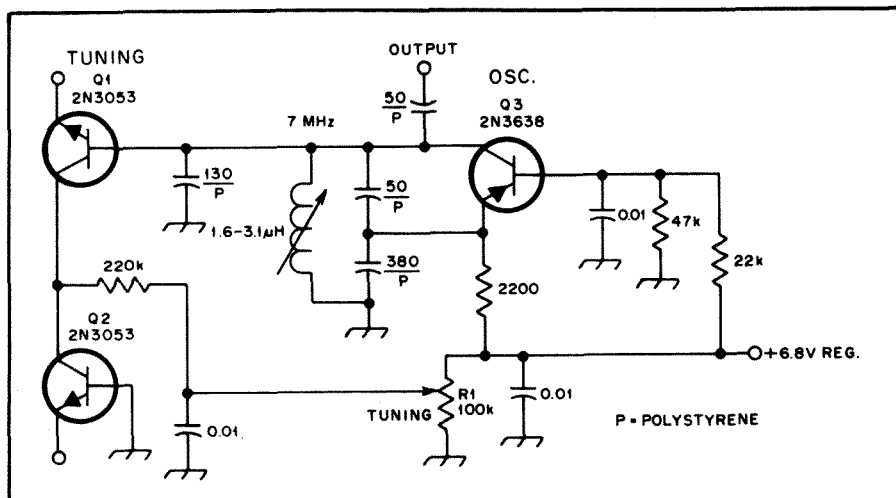 TUNING
Q1
2N3053
OUTPUT
50
P
OSC.
Q3
2N3638
7 MHz
130
P
50
P
1.6-3.1µH
380
P
0.01
47k
22k
2200
220k
Q2
2N3053
+6.8V REG.
R1
100k
TUNING
0.01
0.01
P = POLYSTYRENE